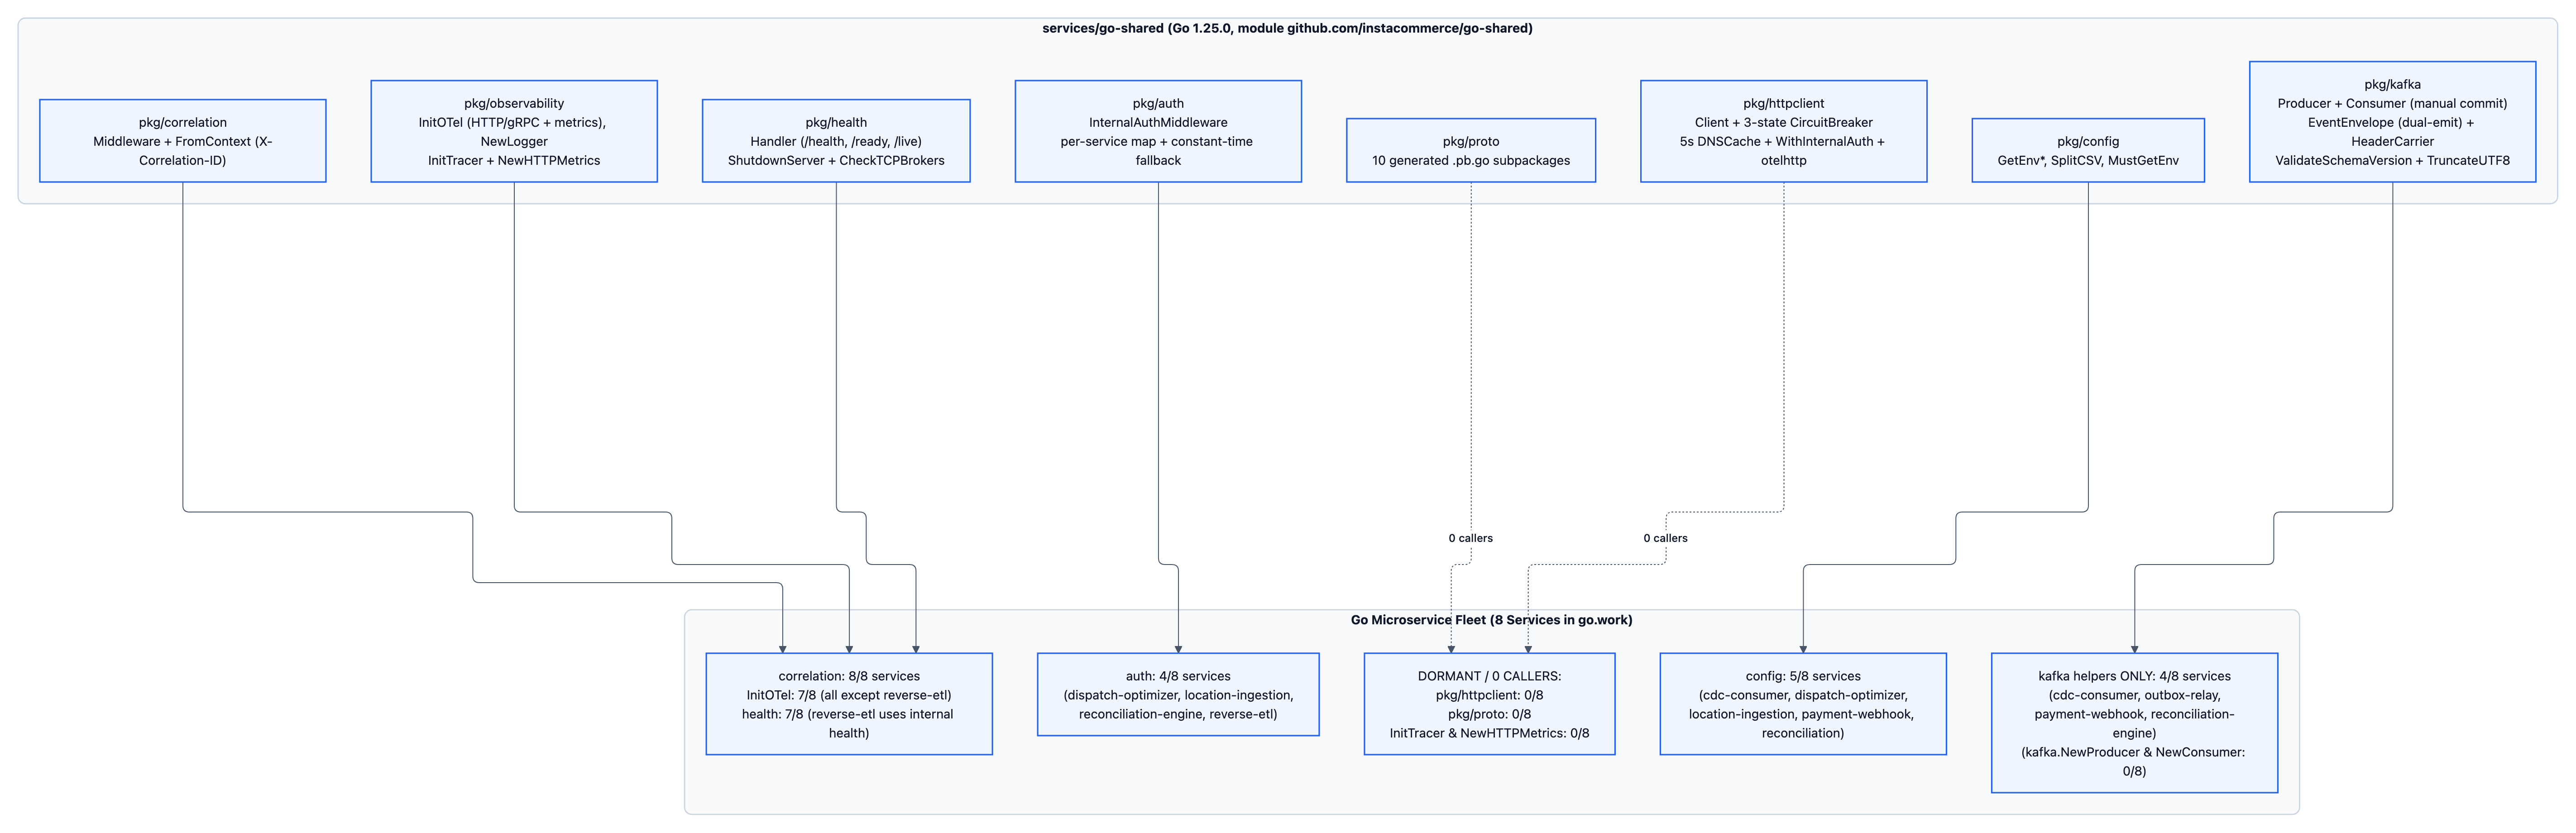 services/go-shared (Go 1.25.0, module github.com/instacommerce/go-shared)
pkg/correlation
Middleware + FromContext (X-
Correlation-ID)
pkg/observability
InitOTel (HTTP/gRPC + metrics),
NewLogger
InitTracer + NewHTTPMetrics
pkg/health
Handler (/health, /ready, /live)
ShutdownServer + CheckTCPBrokers
pkg/auth
InternalAuthMiddleware
per-service map + constant-time
fallback
pkg/proto
10 generated .pb.go subpackages
pkg/httpclient
Client + 3-state CircuitBreaker
5s DNSCache + WithInternalAuth +
otelhttp
pkg/config
GetEnv*, SplitCSV, MustGetEnv
pkg/kafka
Producer + Consumer (manual commit)
EventEnvelope (dual-emit) +
HeaderCarrier
ValidateSchemaVersion + TruncateUTF8
0 callers
0 callers
Go Microservice Fleet (8 Services in go.work)
correlation: 8/8 services
InitOTel: 7/8 (all except reverse-etl)
health: 7/8 (reverse-etl uses internal
health)
auth: 4/8 services
(dispatch-optimizer, location-ingestion,
reconciliation-engine, reverse-etl)
DORMANT / 0 CALLERS:
pkg/httpclient: 0/8
pkg/proto: 0/8
InitTracer & NewHTTPMetrics: 0/8
config: 5/8 services
(cdc-consumer, dispatch-optimizer,
location-ingestion, payment-webhook,
reconciliation)
kafka helpers ONLY: 4/8 services
(cdc-consumer, outbox-relay,
payment-webhook, reconciliation-
engine)
(kafka.NewProducer & NewConsumer:
0/8)